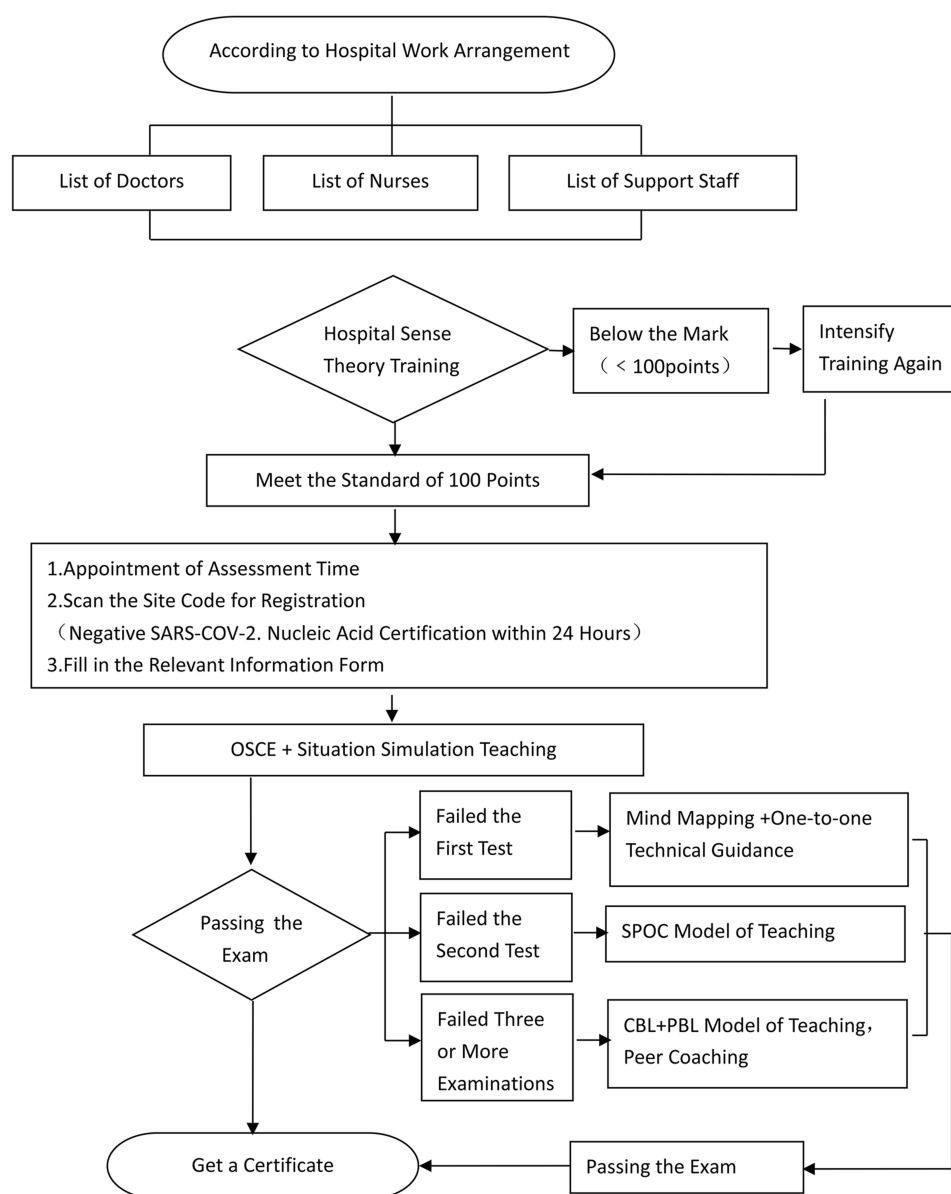 According to Hospital Work Arrangement
List of Doctors
List of Nurses
List of Support Staff
Hospital Sense
Theory Training
Below the Mark
（＜100points）
Intensify
Training Again
Meet the Standard of 100 Points
1.Appointment of Assessment Time
2.Scan the Site Code for Registration
（Negative SARS-COV-2. Nucleic Acid Certification within 24 Hours）
3.Fill in the Relevant Information Form
OSCE + Situation Simulation Teaching
Passing the
Exam
Failed the
First Test
Mind Mapping +One-to-one
Technical Guidance
Failed the
Second Test
SPOC Model of Teaching
Failed Three
or More
Examinations
CBL+PBL Model of Teaching，
Peer Coaching
Get a Certificate
Passing the Exam